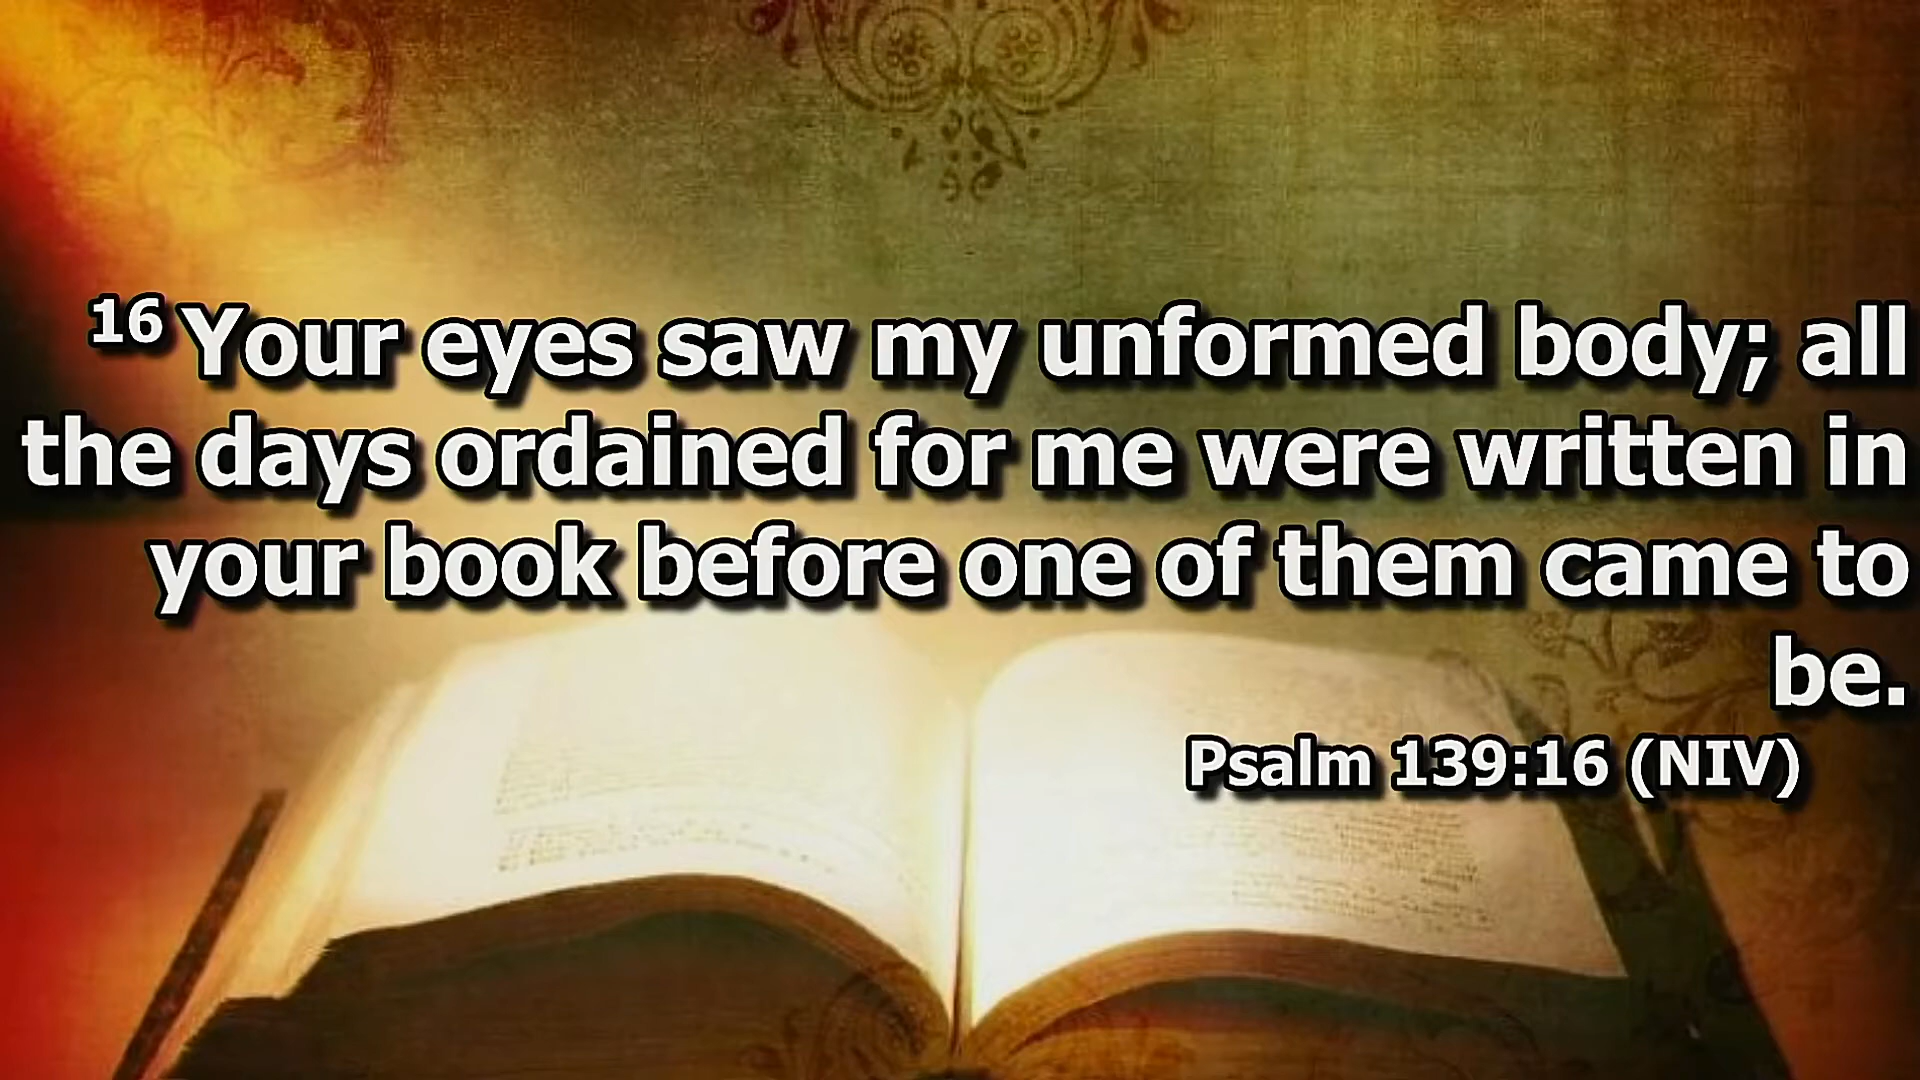 16 Your eyes saw my unformed body; all
the days ordained for me were written in
your book before one of them came to
be.
Psalm 139:16 (NIV)